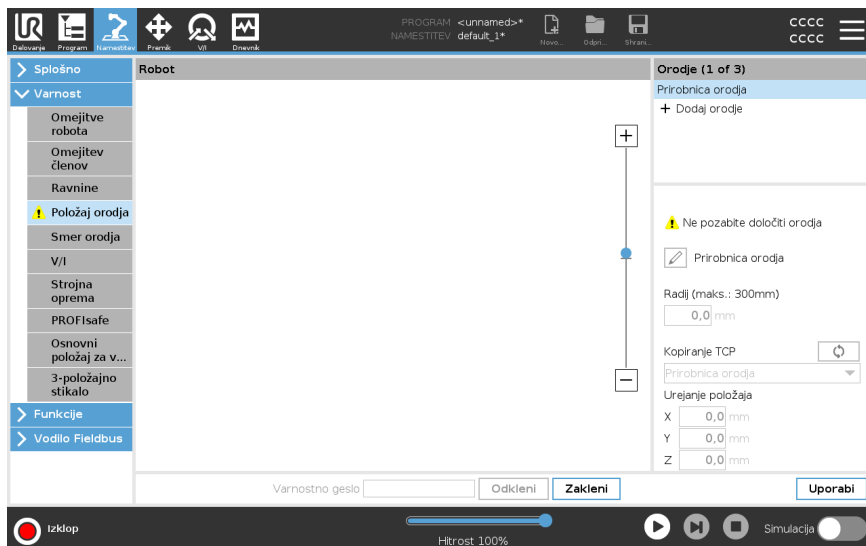 UR
PROGRAM <unnamed>*
NAMESTITEV default_1*
Delovanje
Program
Namestitev
Premik
V/I
Dnevnik
Novo...
Odpri...
Shrani...
CCCC
CCCC
Splošno
Varnost
Omejitve
robota
Omejitev
členov
Ravnine
Položaj orodja
Smer orodja
V/I
Strojna
oprema
PROFIsafe
Osnovni
položaj za v...
3-položajno
stikalo
Funkcije
Vodilo Fieldbus
Robot
Orodje (1 of 3)
Prirobnica orodja
+ Dodaj orodje
Ne pozabite določiti orodja
Prirobnica orodja
Radij (maks.: 300mm)
0,0 mm
Kopiranje TCP
Prirobnica orodja
Urejanje položaja
X 0,0 mm
Y 0,0 mm
Z 0,0 mm
Varnostno geslo
Odkleni
Zakleni
Uporabi
Izklop
Hitrost 100%
Simulacija